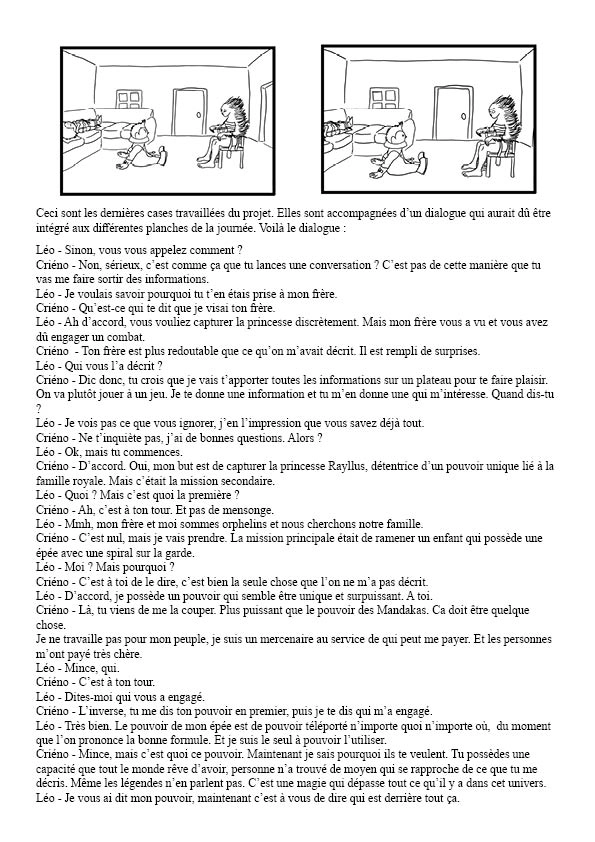 Ceci sont les dernières cases travaillées du projet. Elles sont accompagnées d'un dialogue qui aurait dû être
intégré aux différentes planches de la journée. Voilà le dialogue :
Léo - Sinon, vous vous appelez comment ?
Criéno - Non, sérieux, c'est comme ça que tu lances une conversation ? C'est pas de cette manière que tu
vas me faire sortir des informations.
Léo - Je voulais savoir pourquoi tu t'en étais prise à mon frère.
Criéno - Qu'est-ce qui te dit que je visai ton frère.
Léo - Ah d'accord, vous vouliez capturer la princesse discrètement. Mais mon frère vous a vu et vous avez
dû engager un combat.
Criéno  - Ton frère est plus redoutable que ce qu'on m'avait décrit. Il est rempli de surprises.
Léo - Qui vous l'a décrit ?
Criéno - Dic donc, tu crois que je vais t'apporter toutes les informations sur un plateau pour te faire plaisir.
On va plutôt jouer à un jeu. Je te donne une information et tu m'en donne une qui m'intéresse. Quand dis-tu
?
Léo - Je vois pas ce que vous ignorer, j'en l'impression que vous savez déjà tout.
Criéno - Ne t'inquiète pas, j'ai de bonnes questions. Alors ?
Léo - Ok, mais tu commences.
Criéno - D'accord. Oui, mon but est de capturer la princesse Rayllus, détentrice d'un pouvoir unique lié à la
famille royale. Mais c'était la mission secondaire.
Léo - Quoi ? Mais c'est quoi la première ?
Criéno - Ah, c'est à ton tour. Et pas de mensonge.
Léo - Mmh, mon frère et moi sommes orphelins et nous cherchons notre famille.
Criéno - C'est nul, mais je vais prendre. La mission principale était de ramener un enfant qui possède une
épée avec une spiral sur la garde.
Léo - Moi ? Mais pourquoi ?
Criéno - C'est à toi de le dire, c'est bien la seule chose que l'on ne m'a pas décrit.
Léo - D'accord, je possède un pouvoir qui semble être unique et surpuissant. A toi.
Criéno - Là, tu viens de me la couper. Plus puissant que le pouvoir des Mandakas. Ca doit être quelque
chose.
Je ne travaille pas pour mon peuple, je suis un mercenaire au service de qui peut me payer. Et les personnes
m'ont payé très chère.
Léo - Mince, qui.
Criéno - C'est à ton tour.
Léo - Dites-moi qui vous a engagé.
Criéno - L'inverse, tu me dis ton pouvoir en premier, puis je te dis qui m'a engagé.
Léo - Très bien. Le pouvoir de mon épée est de pouvoir téléporté n'importe quoi n'importe où,  du moment
que l'on prononce la bonne formule. Et je suis le seul à pouvoir l'utiliser.
Criéno - Mince, mais c'est quoi ce pouvoir. Maintenant je sais pourquoi ils te veulent. Tu possèdes une
capacité que tout le monde rêve d'avoir, personne n'a trouvé de moyen qui se rapproche de ce que tu me
décris. Même les légendes n'en parlent pas. C'est une magie qui dépasse tout ce qu'il y a dans cet univers.
Léo - Je vous ai dit mon pouvoir, maintenant c'est à vous de dire qui est derrière tout ça.